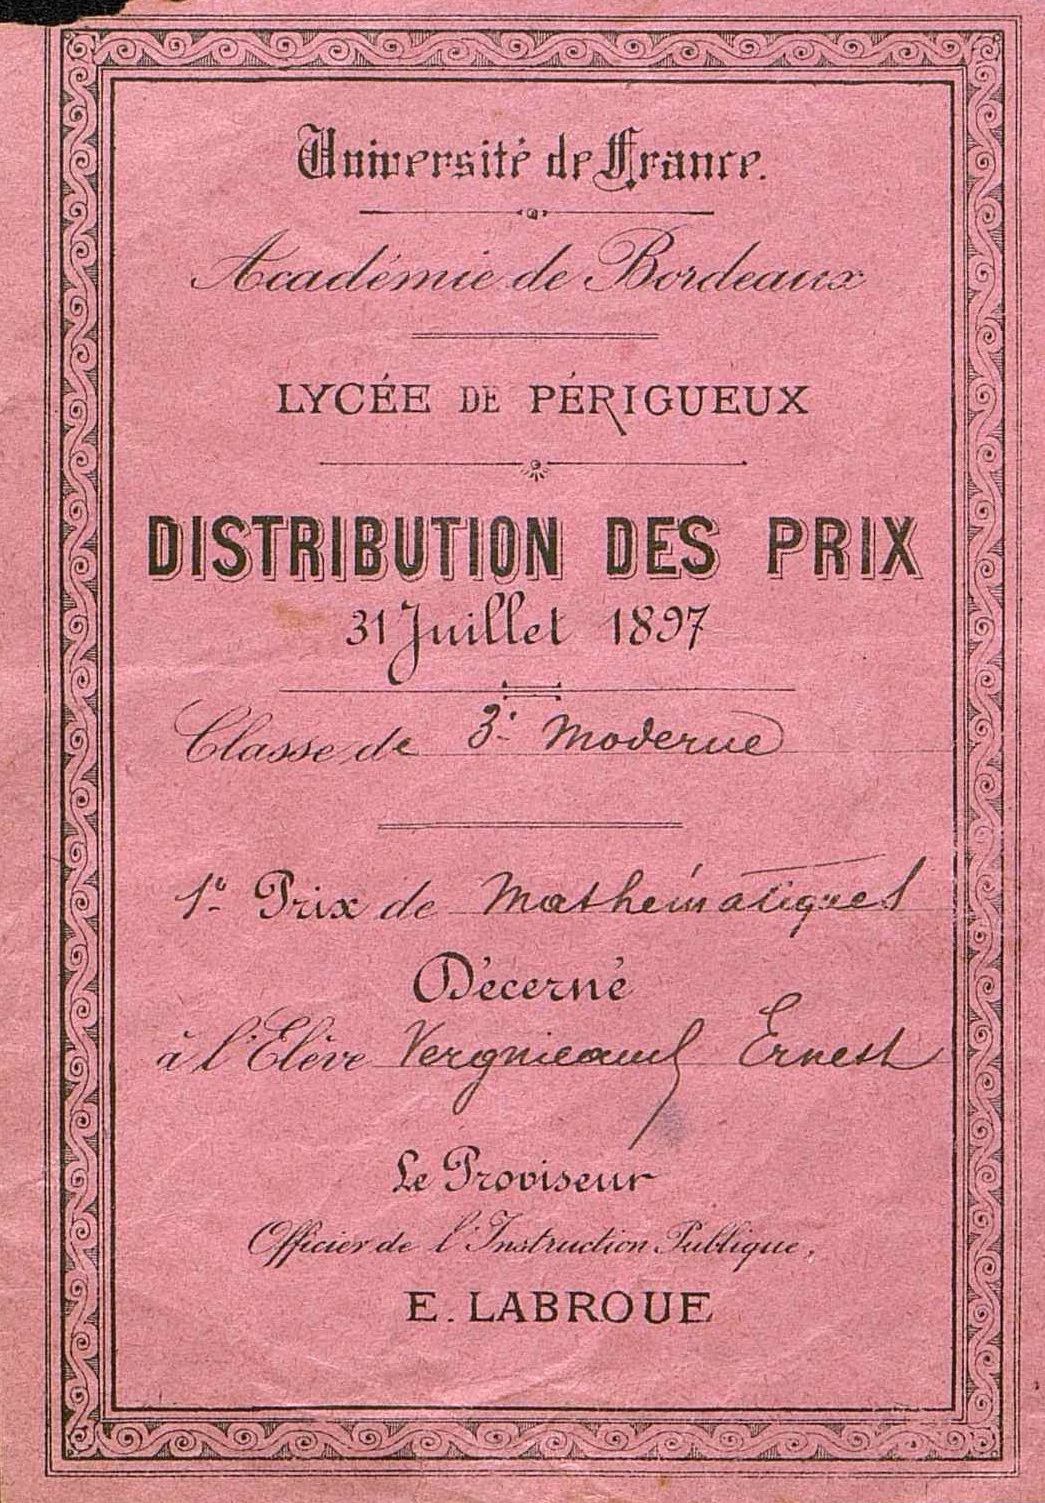 Université de France.
Académie de Bordeaux
LYCÉE DE PÉRIGUEUX
DISTRIBUTION DES PRIX
31 Juillet 1897
Classe de 3e Moderne
1er Prix de Mathématiques
Décerné
à l'Elève Vergnieaud Ernest
Le Proviseur
Officier de l'Instruction Publique,
E. LABROUE